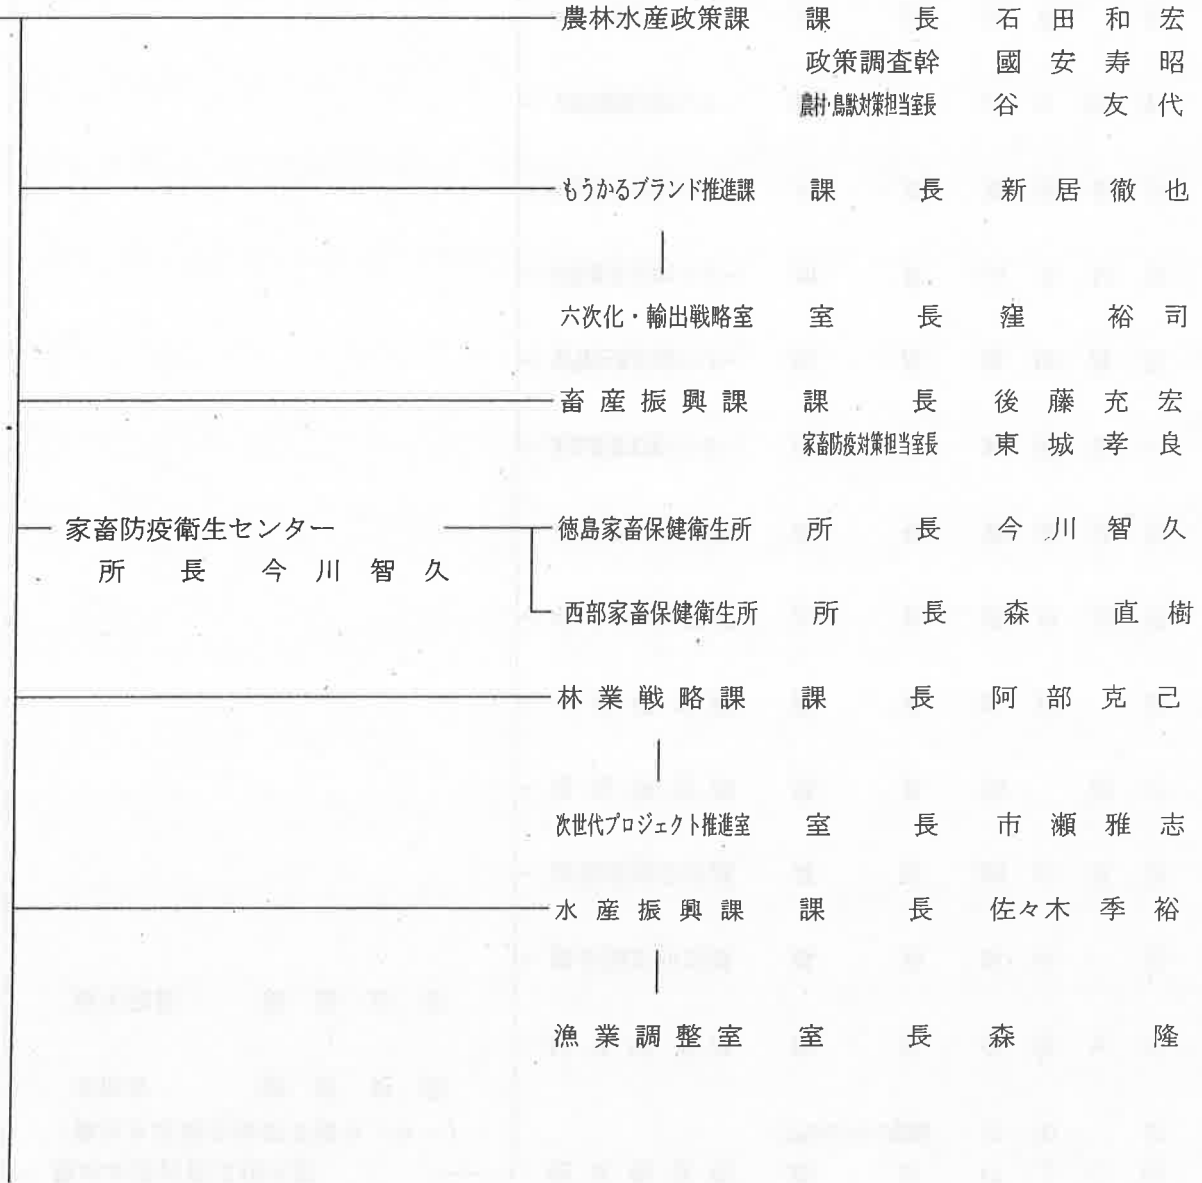 農林水産政策課 課長 石田和宏
政策調査幹 國安寿昭
鳥獣対策担当室長 谷友代
もうかるブランド推進課 課長 新居徹也
六次化・輸出戦略室 室長 窪裕司
畜産振興課 課長 後藤充宏
家畜防疫対策担当室長 東城孝良
家畜防疫衛生センター 徳島家畜保健衛生所 所長 今川智久
所長 今川智久
西部家畜保健衛生所 所長 森直樹
林業戦略課 課長 阿部克己
次世代プロジェクト推進室 室長 市瀬雅志
水産振興課 課長 佐々木季裕
漁業調整室 室長 森隆